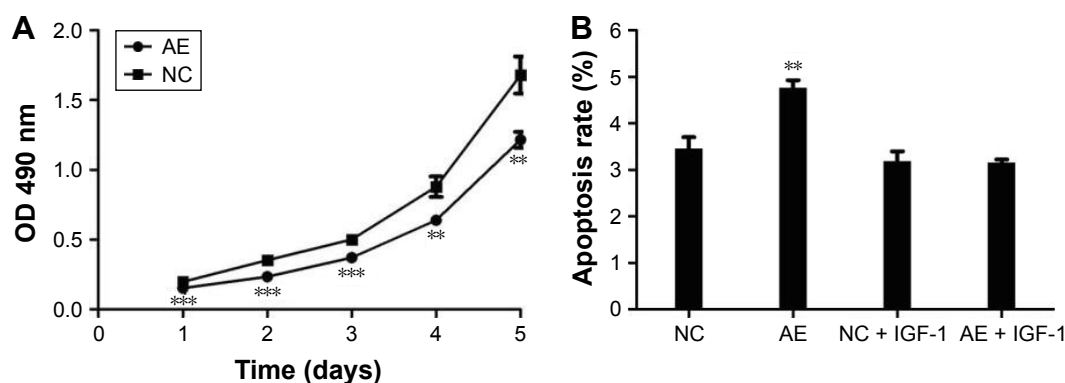 A
OD 490 nm
2.0
1.5
1.0
0.5
0.0
AE
NC
***
***
***
**
**
0 1 2 3 4 5
Time (days)
B
Apoptosis rate (%)
6
5
4
3
2
1
0
**
NC AE NC + IGF-1 AE + IGF-1